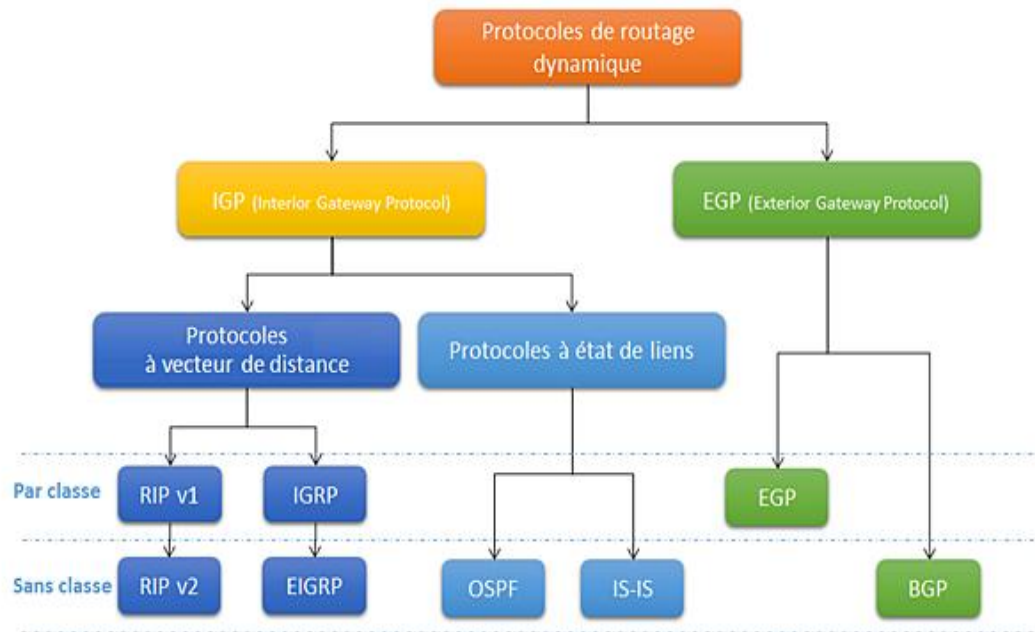 Protocoles de routage
dynamique
IGP (Interior Gateway Protocol)
EGP (Exterior Gateway Protocol)
Protocoles
à vecteur de distance
Protocoles à état de liens
Par classe
RIP v1
IGRP
EGP
Sans classe
RIP v2
EIGRP
OSPF
IS-IS
BGP